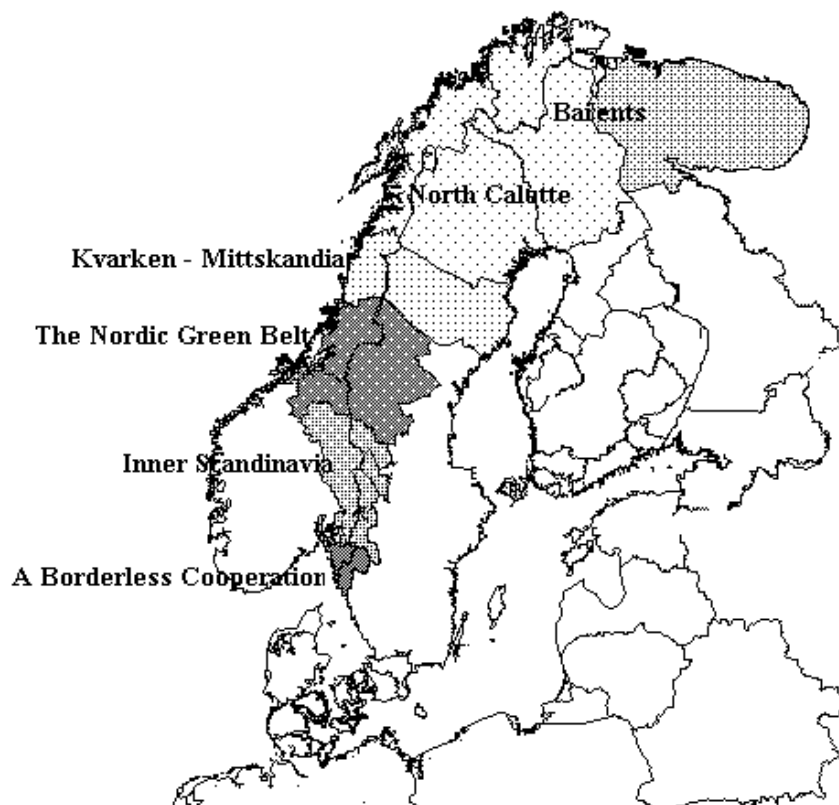 Barents
North Calotte
Kvarken - Mittskandia
The Nordic Green Belt
Inner Scandinavia
A Borderless Cooperation